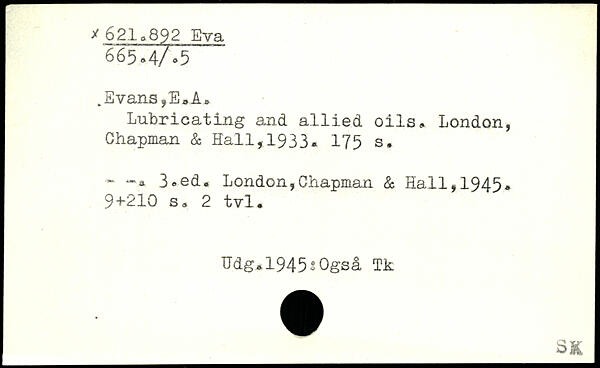 x 621.892 Eva
665.4/.5
Evans,E.A.
Lubricating and allied oils. London,
Chapman & Hall,1933. 175 s.
- -. 3.ed. London,Chapman & Hall,1945.
9+210 s. 2 tvl.
Udg.1945:Også Tk
SK